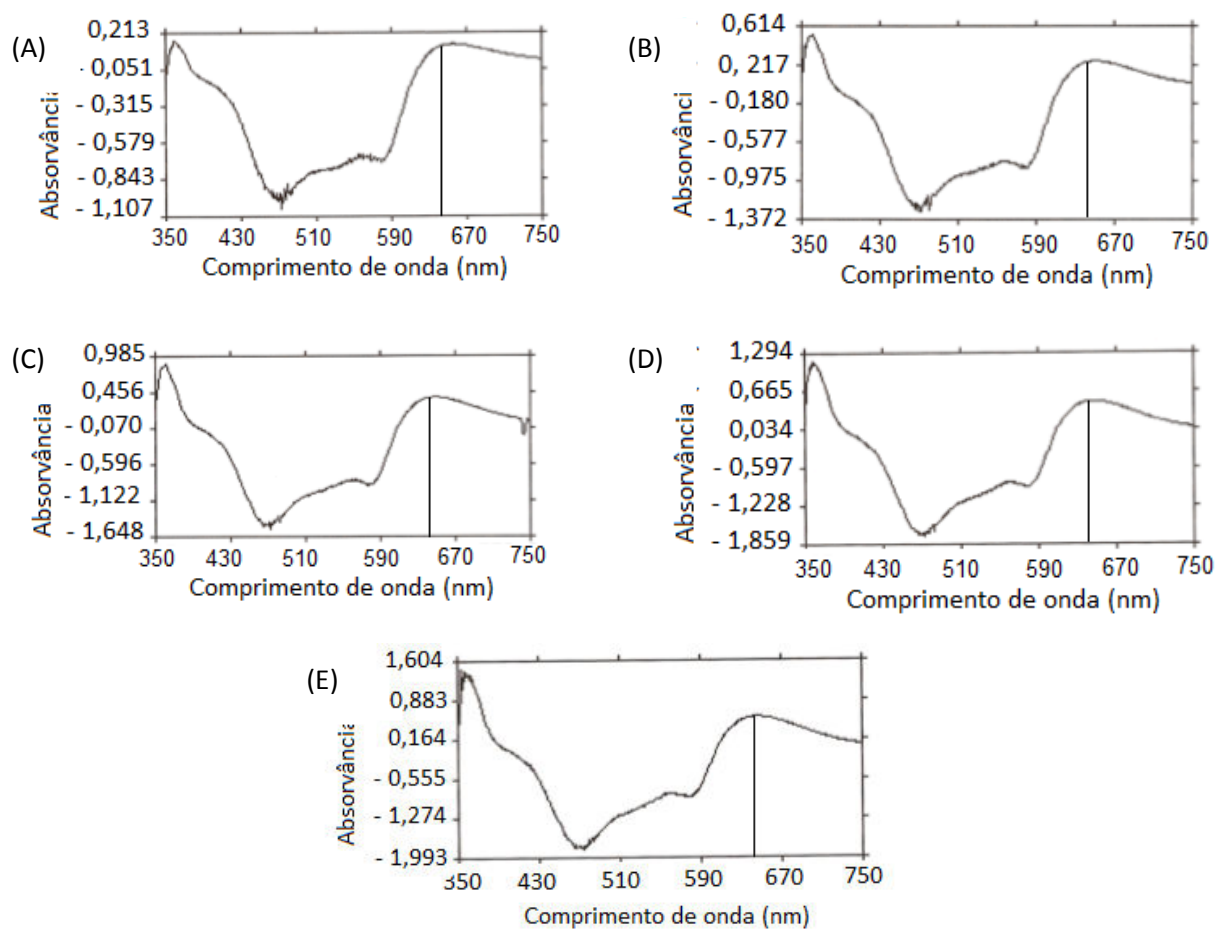 (A)
0,213
- 0,051
- 0,315
- 0,579
- 0,843
- 1,107
350 430 510 590 670 750
Comprimento de onda (nm)
(B)
0,614
0, 217
- 0,180
- 0,577
- 0,975
- 1,372
Absorvânci
350 430 510 590 670 750
Comprimento de onda (nm)
(C)
0,985
0,456
- 0,070
- 0,596
- 1,122
- 1,648
Absorvância
350 430 510 590 670 750
Comprimento de onda (nm)
(D)
1,294
0,665
0,034
- 0,597
- 1,228
- 1,859
Absorvância
350 430 510 590 670 750
Comprimento de onda (nm)
(E)
1,604
0,883
0,164
- 0,555
- 1,274
- 1,993
350 430 510 590 670 750
Comprimento de onda (nm)